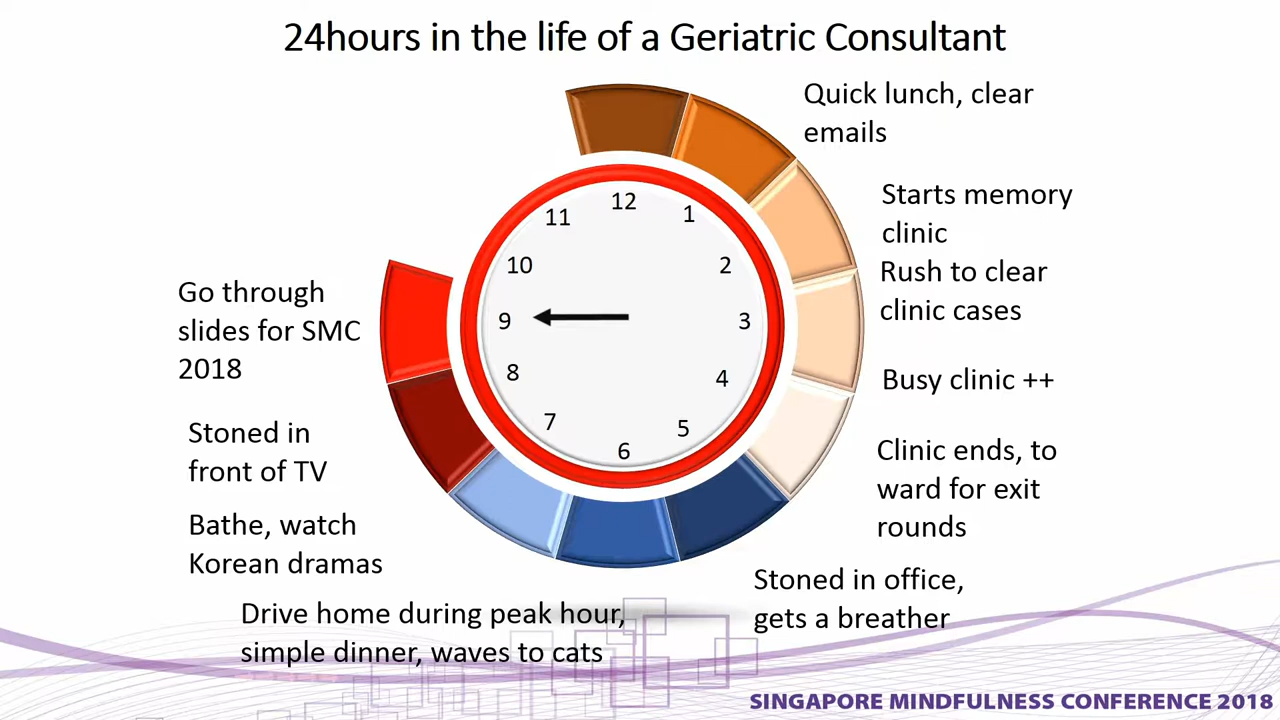 24hours in the life of a Geriatric Consultant
Quick lunch, clear
emails
Starts memory
clinic
Rush to clear
clinic cases
Busy clinic ++
Clinic ends, to
ward for exit
rounds
Stoned in office,
gets a breather
Drive home during peak hour,
simple dinner, waves to cats
Bathe, watch
Korean dramas
Stoned in
front of TV
Go through
slides for SMC
2018
12
1
2
3
4
5
6
7
8
9
10
11
SINGAPORE MINDFULNESS CONFERENCE 2018